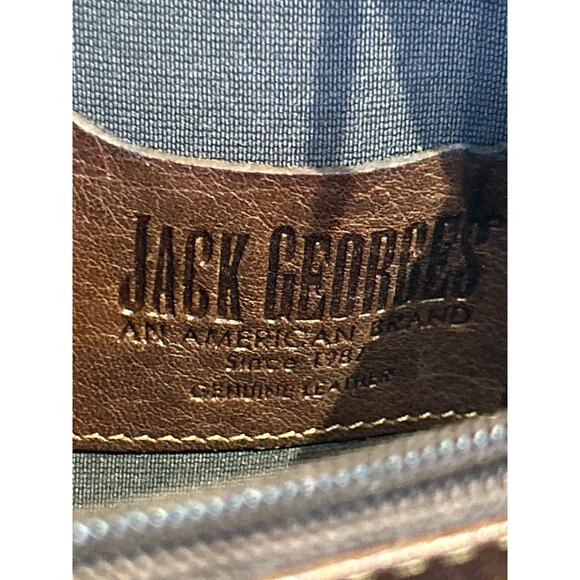 JACK GEORGES
AN AMERICAN BRAND
Since 1987
GENUINE LEATHER